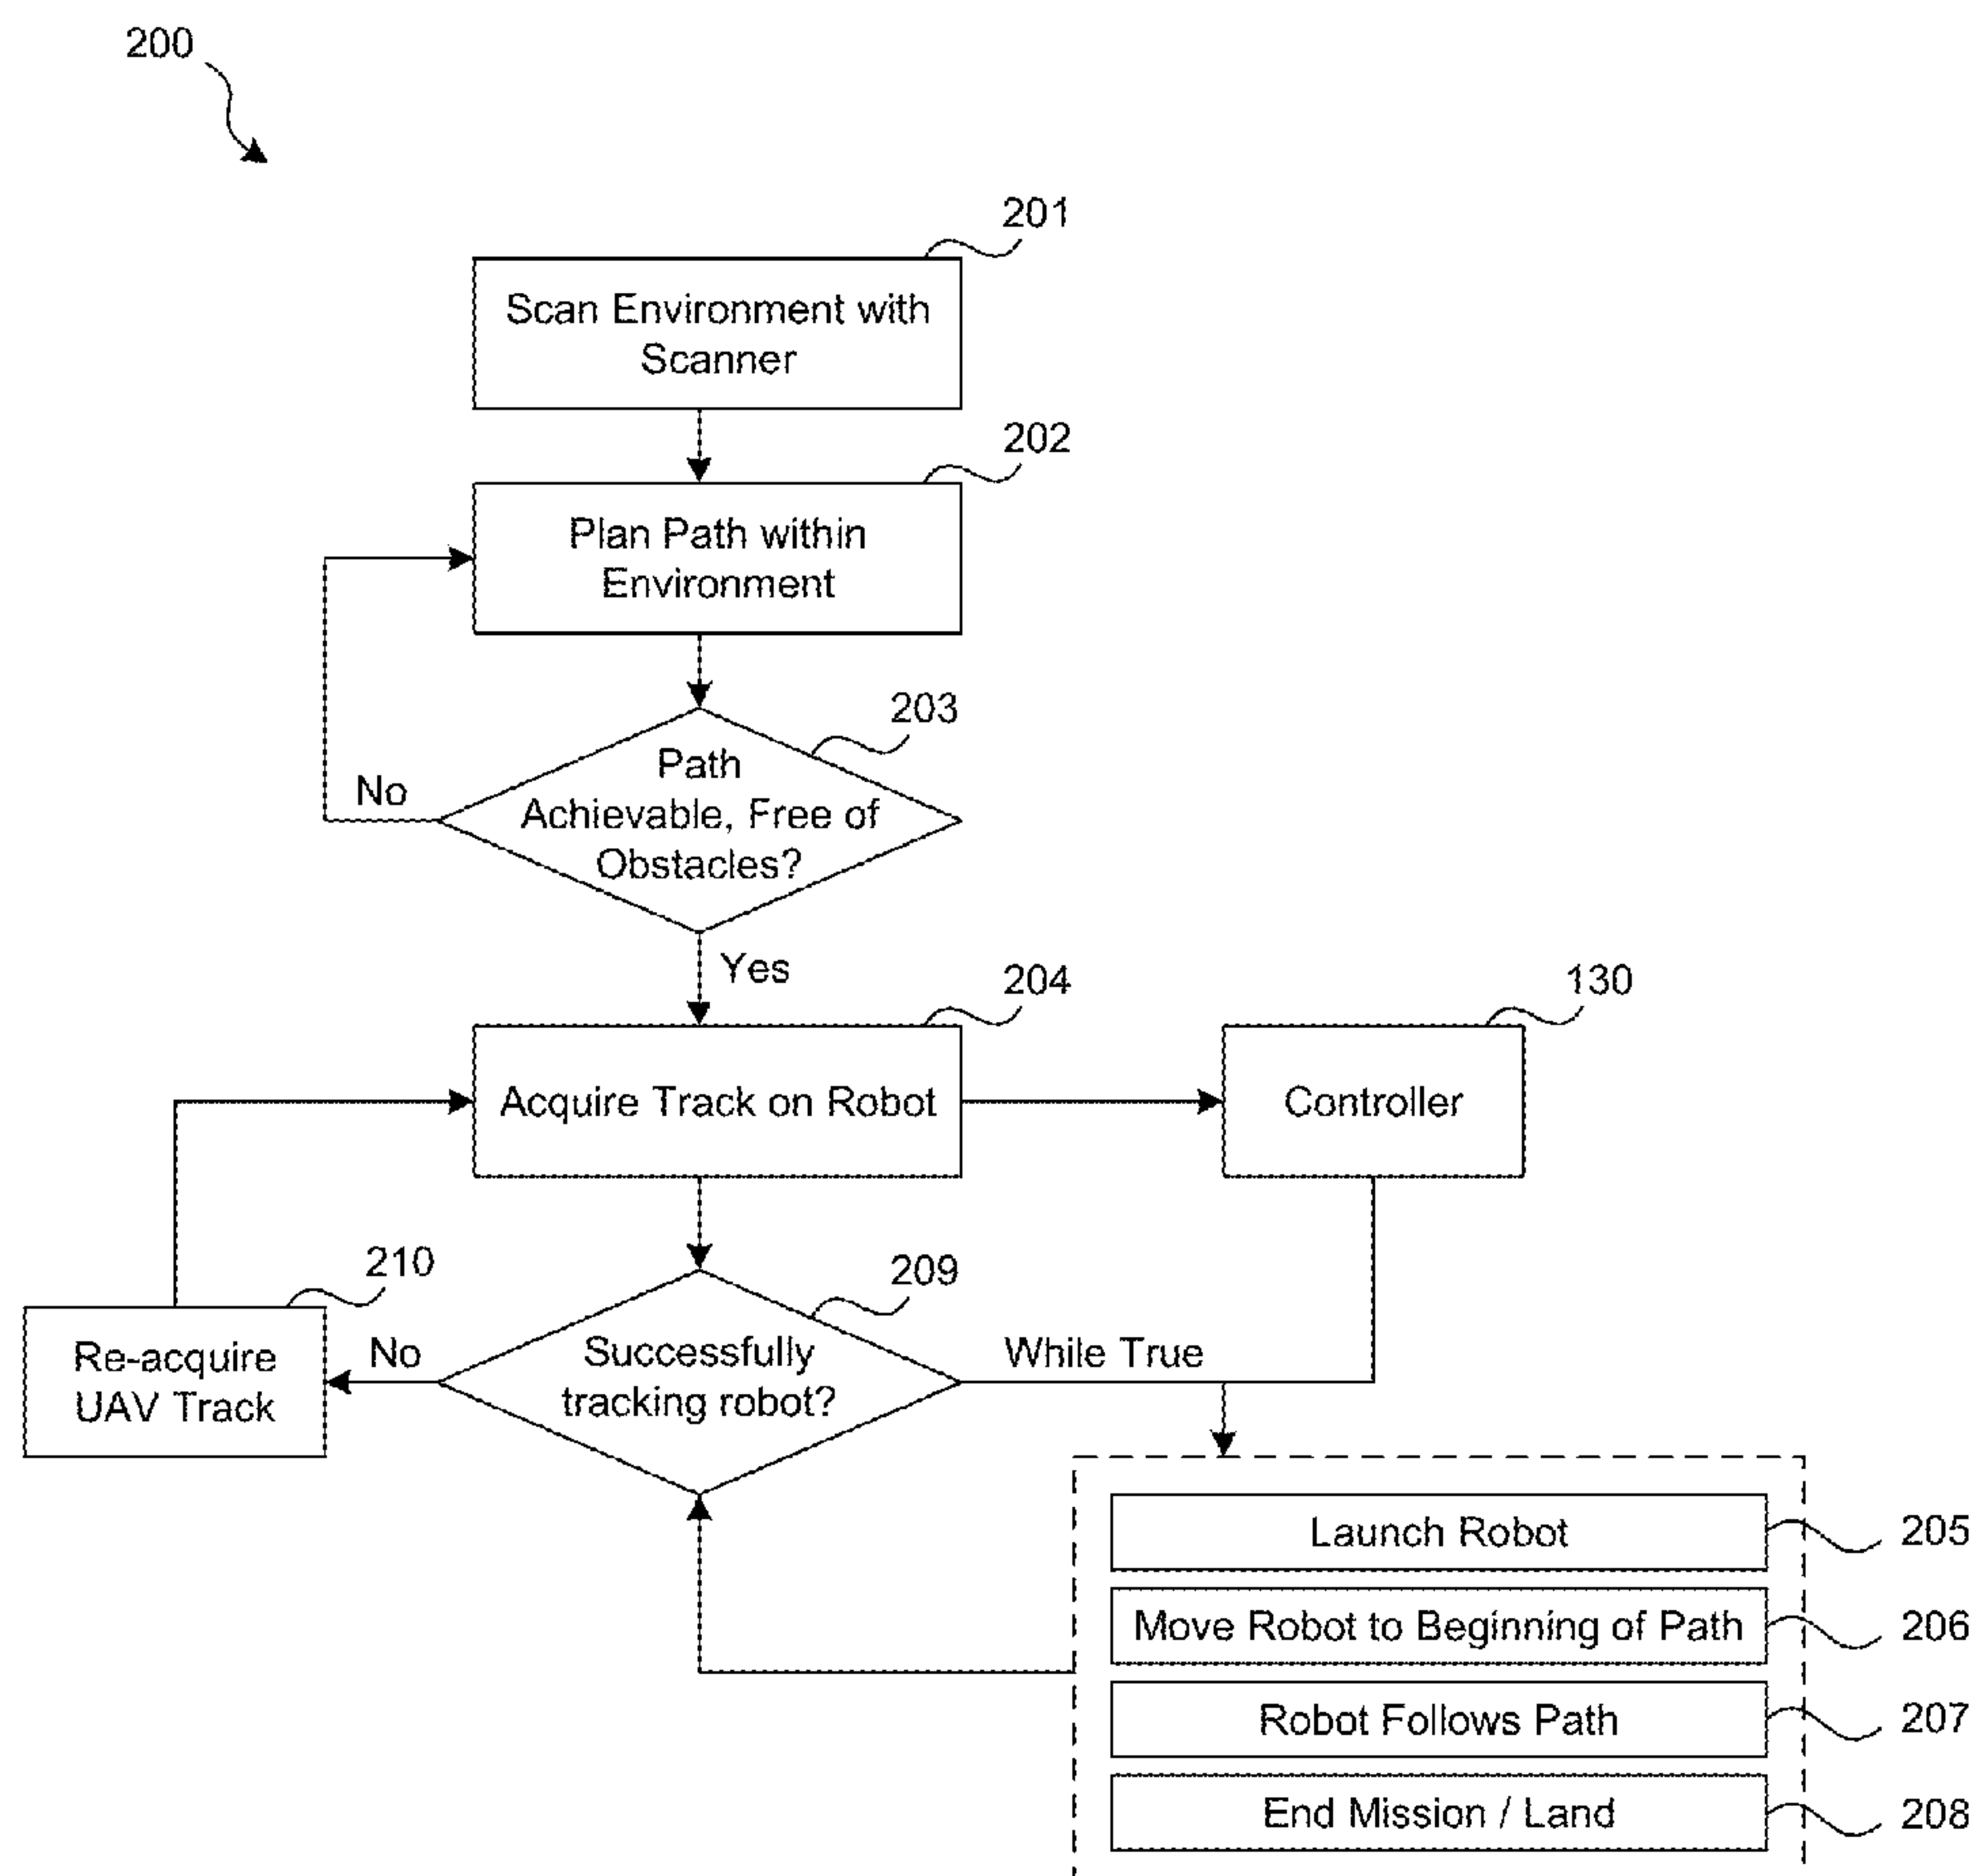 200
201
Scan Environment with
Scanner
202
Plan Path within
Environment
203
Path
Achievable, Free of
Obstacles?
No
Yes
204
130
Acquire Track on Robot
Controller
210
209
Re-acquire
UAV Track
No
Successfully
tracking robot?
While True
Launch Robot
205
Move Robot to Beginning of Path
206
Robot Follows Path
207
End Mission / Land
208